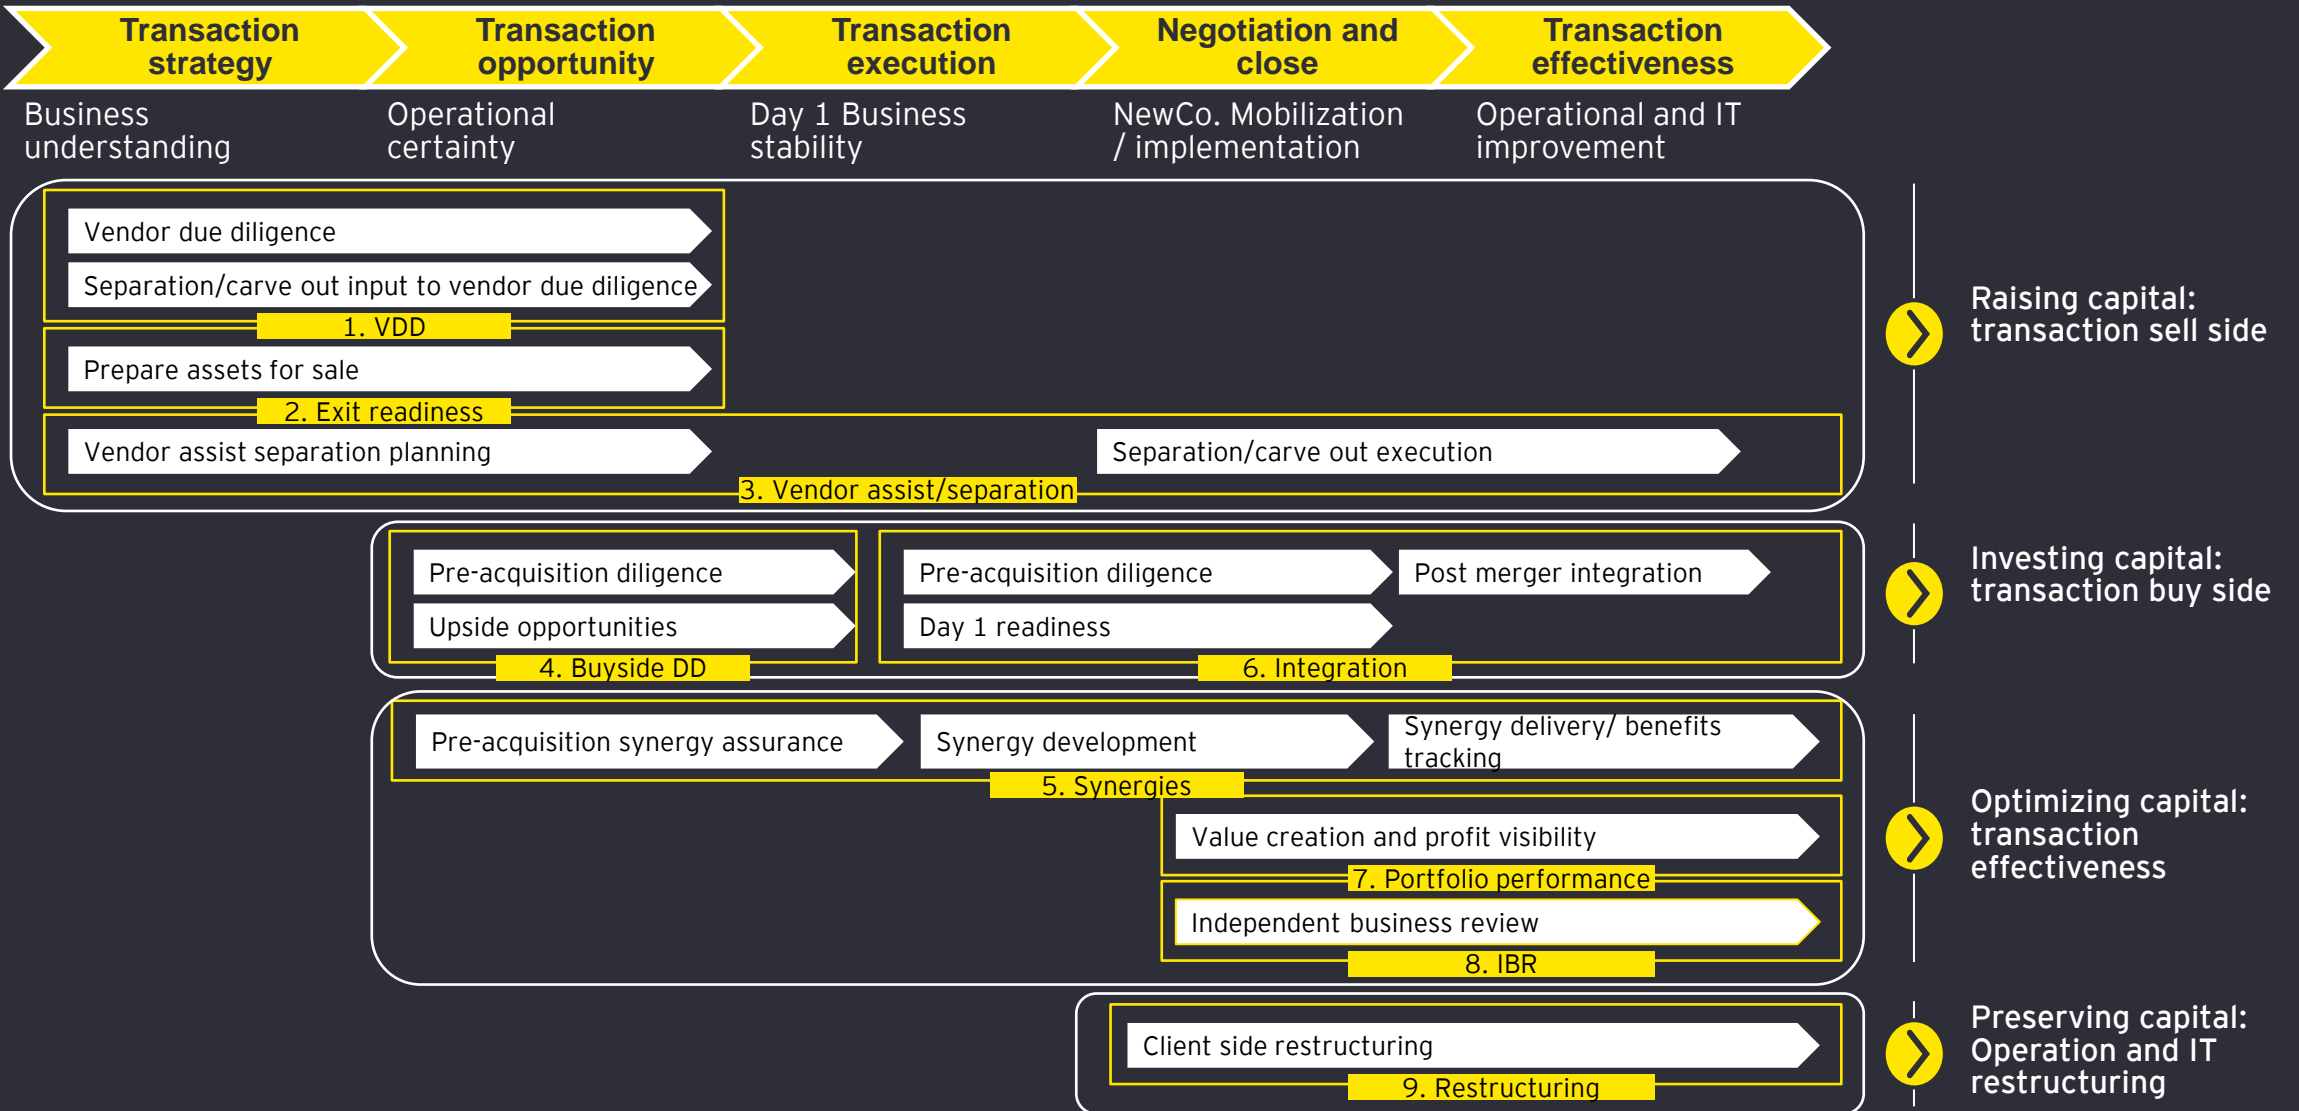 Transaction
strategy
Transaction
opportunity
Transaction
execution
Negotiation and
close
Transaction
effectiveness
Business
understanding
Operational
certainty
Day 1 Business
stability
NewCo. Mobilization
/ implementation
Operational and IT
improvement
Vendor due diligence
Separation/carve out input to vendor due diligence
1. VDD
Prepare assets for sale
2. Exit readiness
Vendor assist separation planning
Separation/carve out execution
3. Vendor assist/separation
Raising capital:
transaction sell side
Pre-acquisition diligence
Upside opportunities
4. Buyside DD
Pre-acquisition diligence
Post merger integration
Day 1 readiness
6. Integration
Investing capital:
transaction buy side
Pre-acquisition synergy assurance
Synergy development
Synergy delivery/ benefits
tracking
5. Synergies
Value creation and profit visibility
7. Portfolio performance
Independent business review
8. IBR
Optimizing capital:
transaction
effectiveness
Client side restructuring
9. Restructuring
Preserving capital:
Operation and IT
restructuring